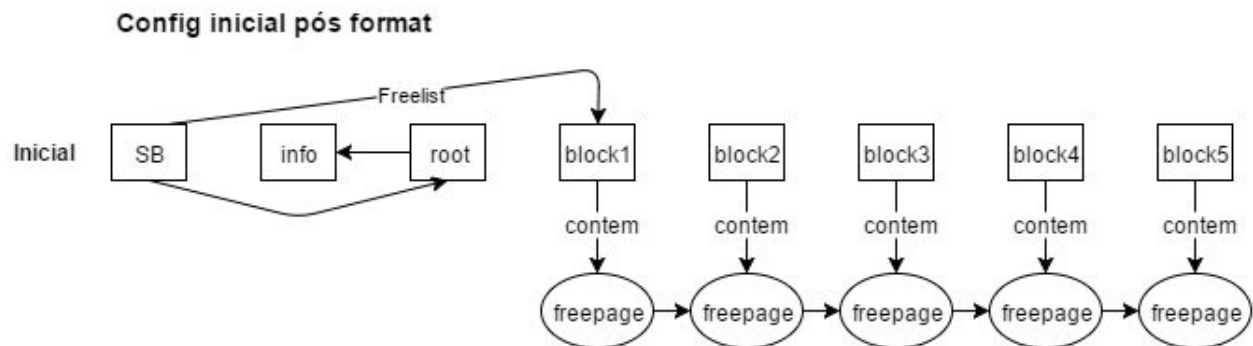 Config inicial pós format
Freelist
Inicial SB info root block1 block2 block3 block4 block5
contem contem contem contem contem
freepage freepage freepage freepage freepage